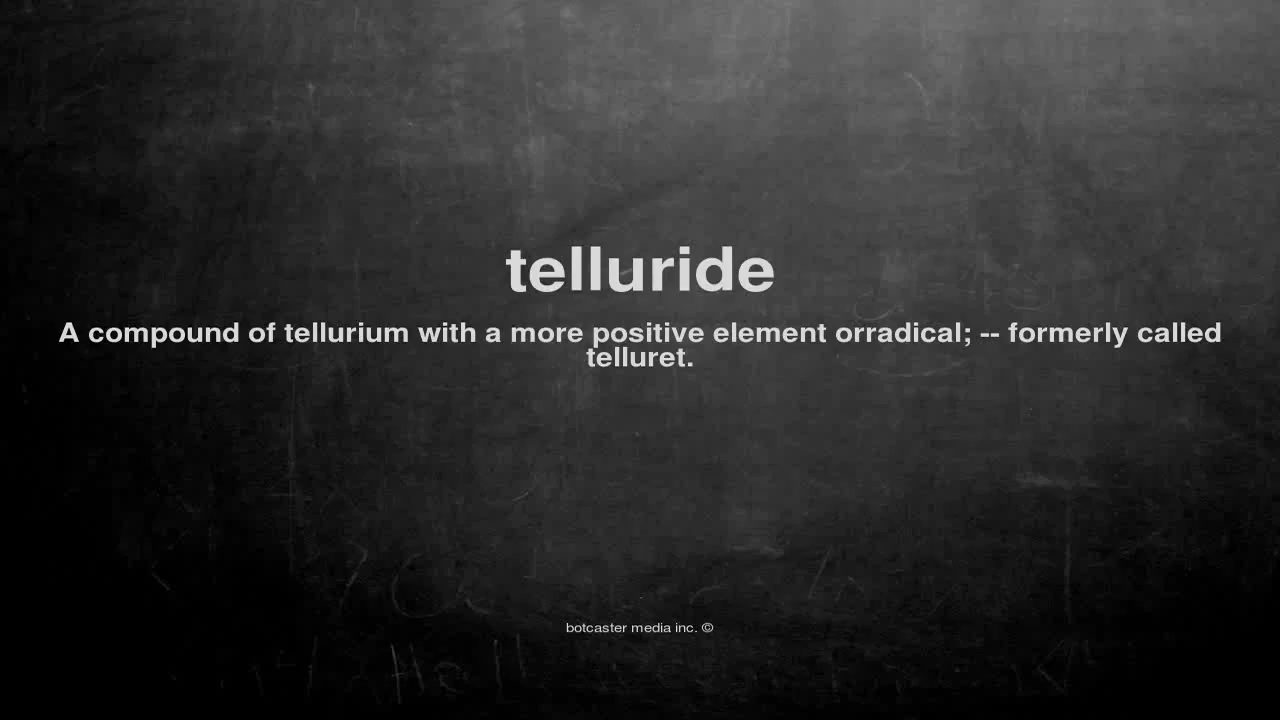 telluride
A compound of tellurium with a more positive element orradical; -- formerly called
telluret.
botcaster media inc. ©